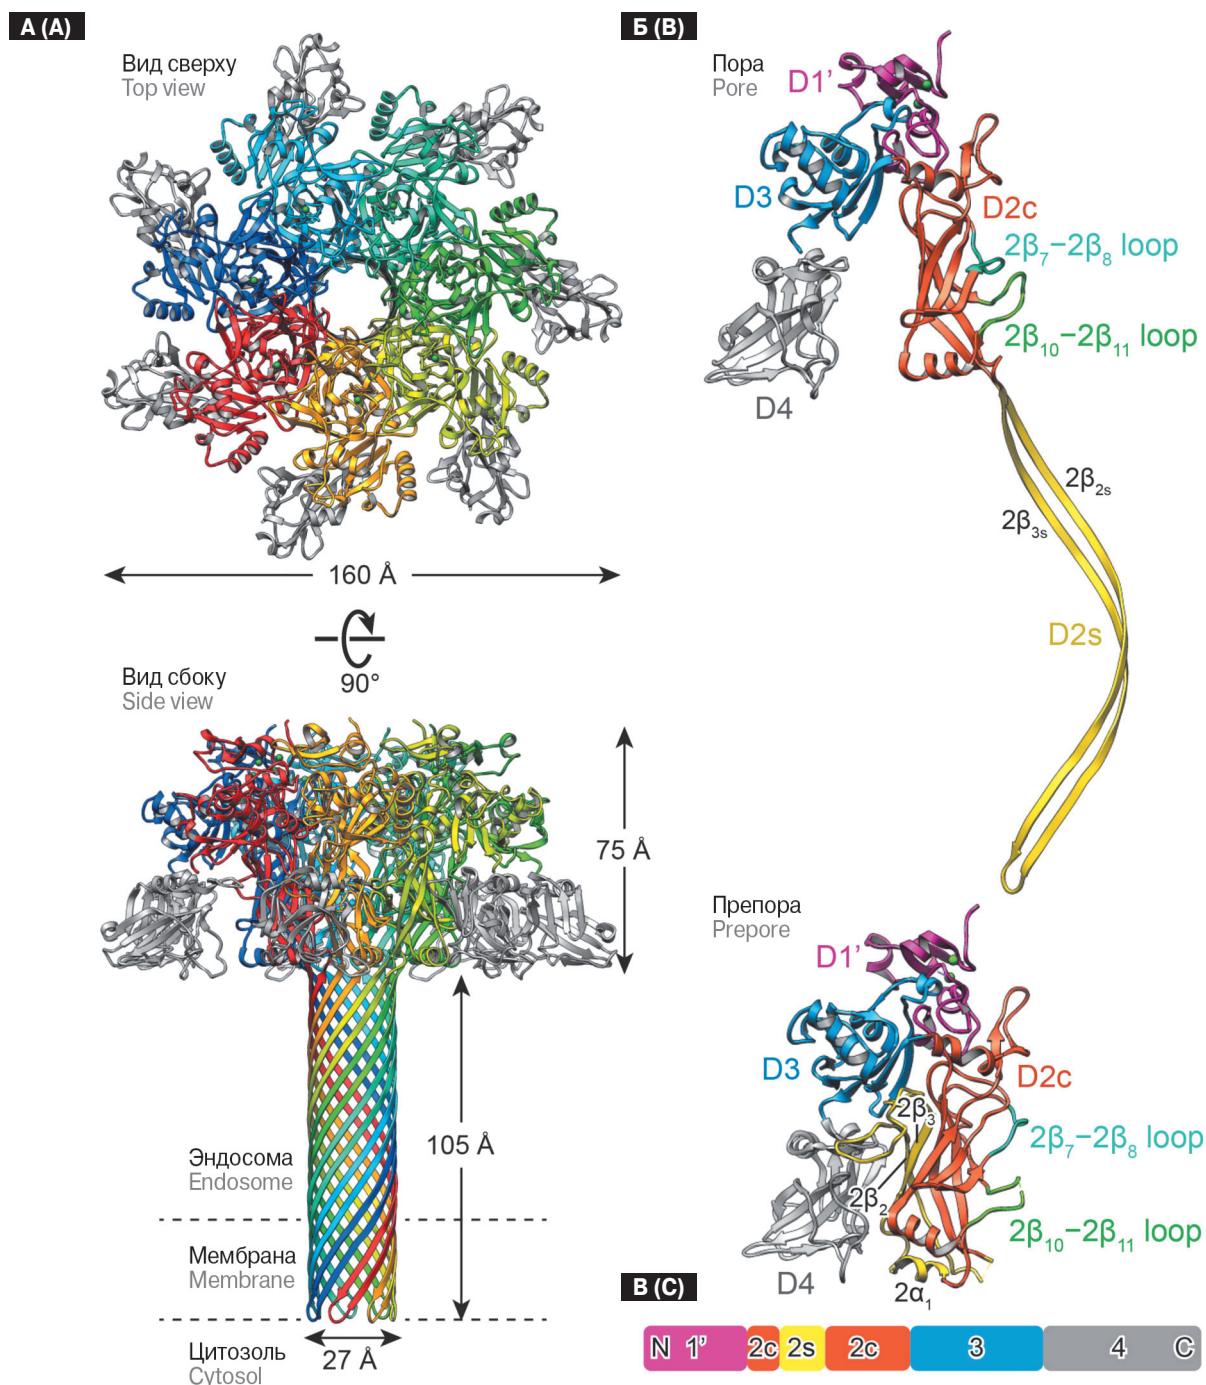 А (A)
Вид сверху
Top view
160 Å
90°
Вид сбоку
Side view
75 Å
105 Å
Эндосома
Endosome
Мембрана
Membrane
Цитозоль
Cytosol
27 Å
Б (B)
Пора
Pore
D1’
D3
D2c
2β₇–2β₈ loop
2β₁₀–2β₁₁ loop
D4
2β₂ₛ
2β₃ₛ
D2s
Препора
Prepore
D1’
D3
D2c
2β₃
2β₇–2β₈ loop
2β₂
2β₁₀–2β₁₁ loop
D4
2α₁
В (C)
N 1’ 2c 2s 2c 3 4 C